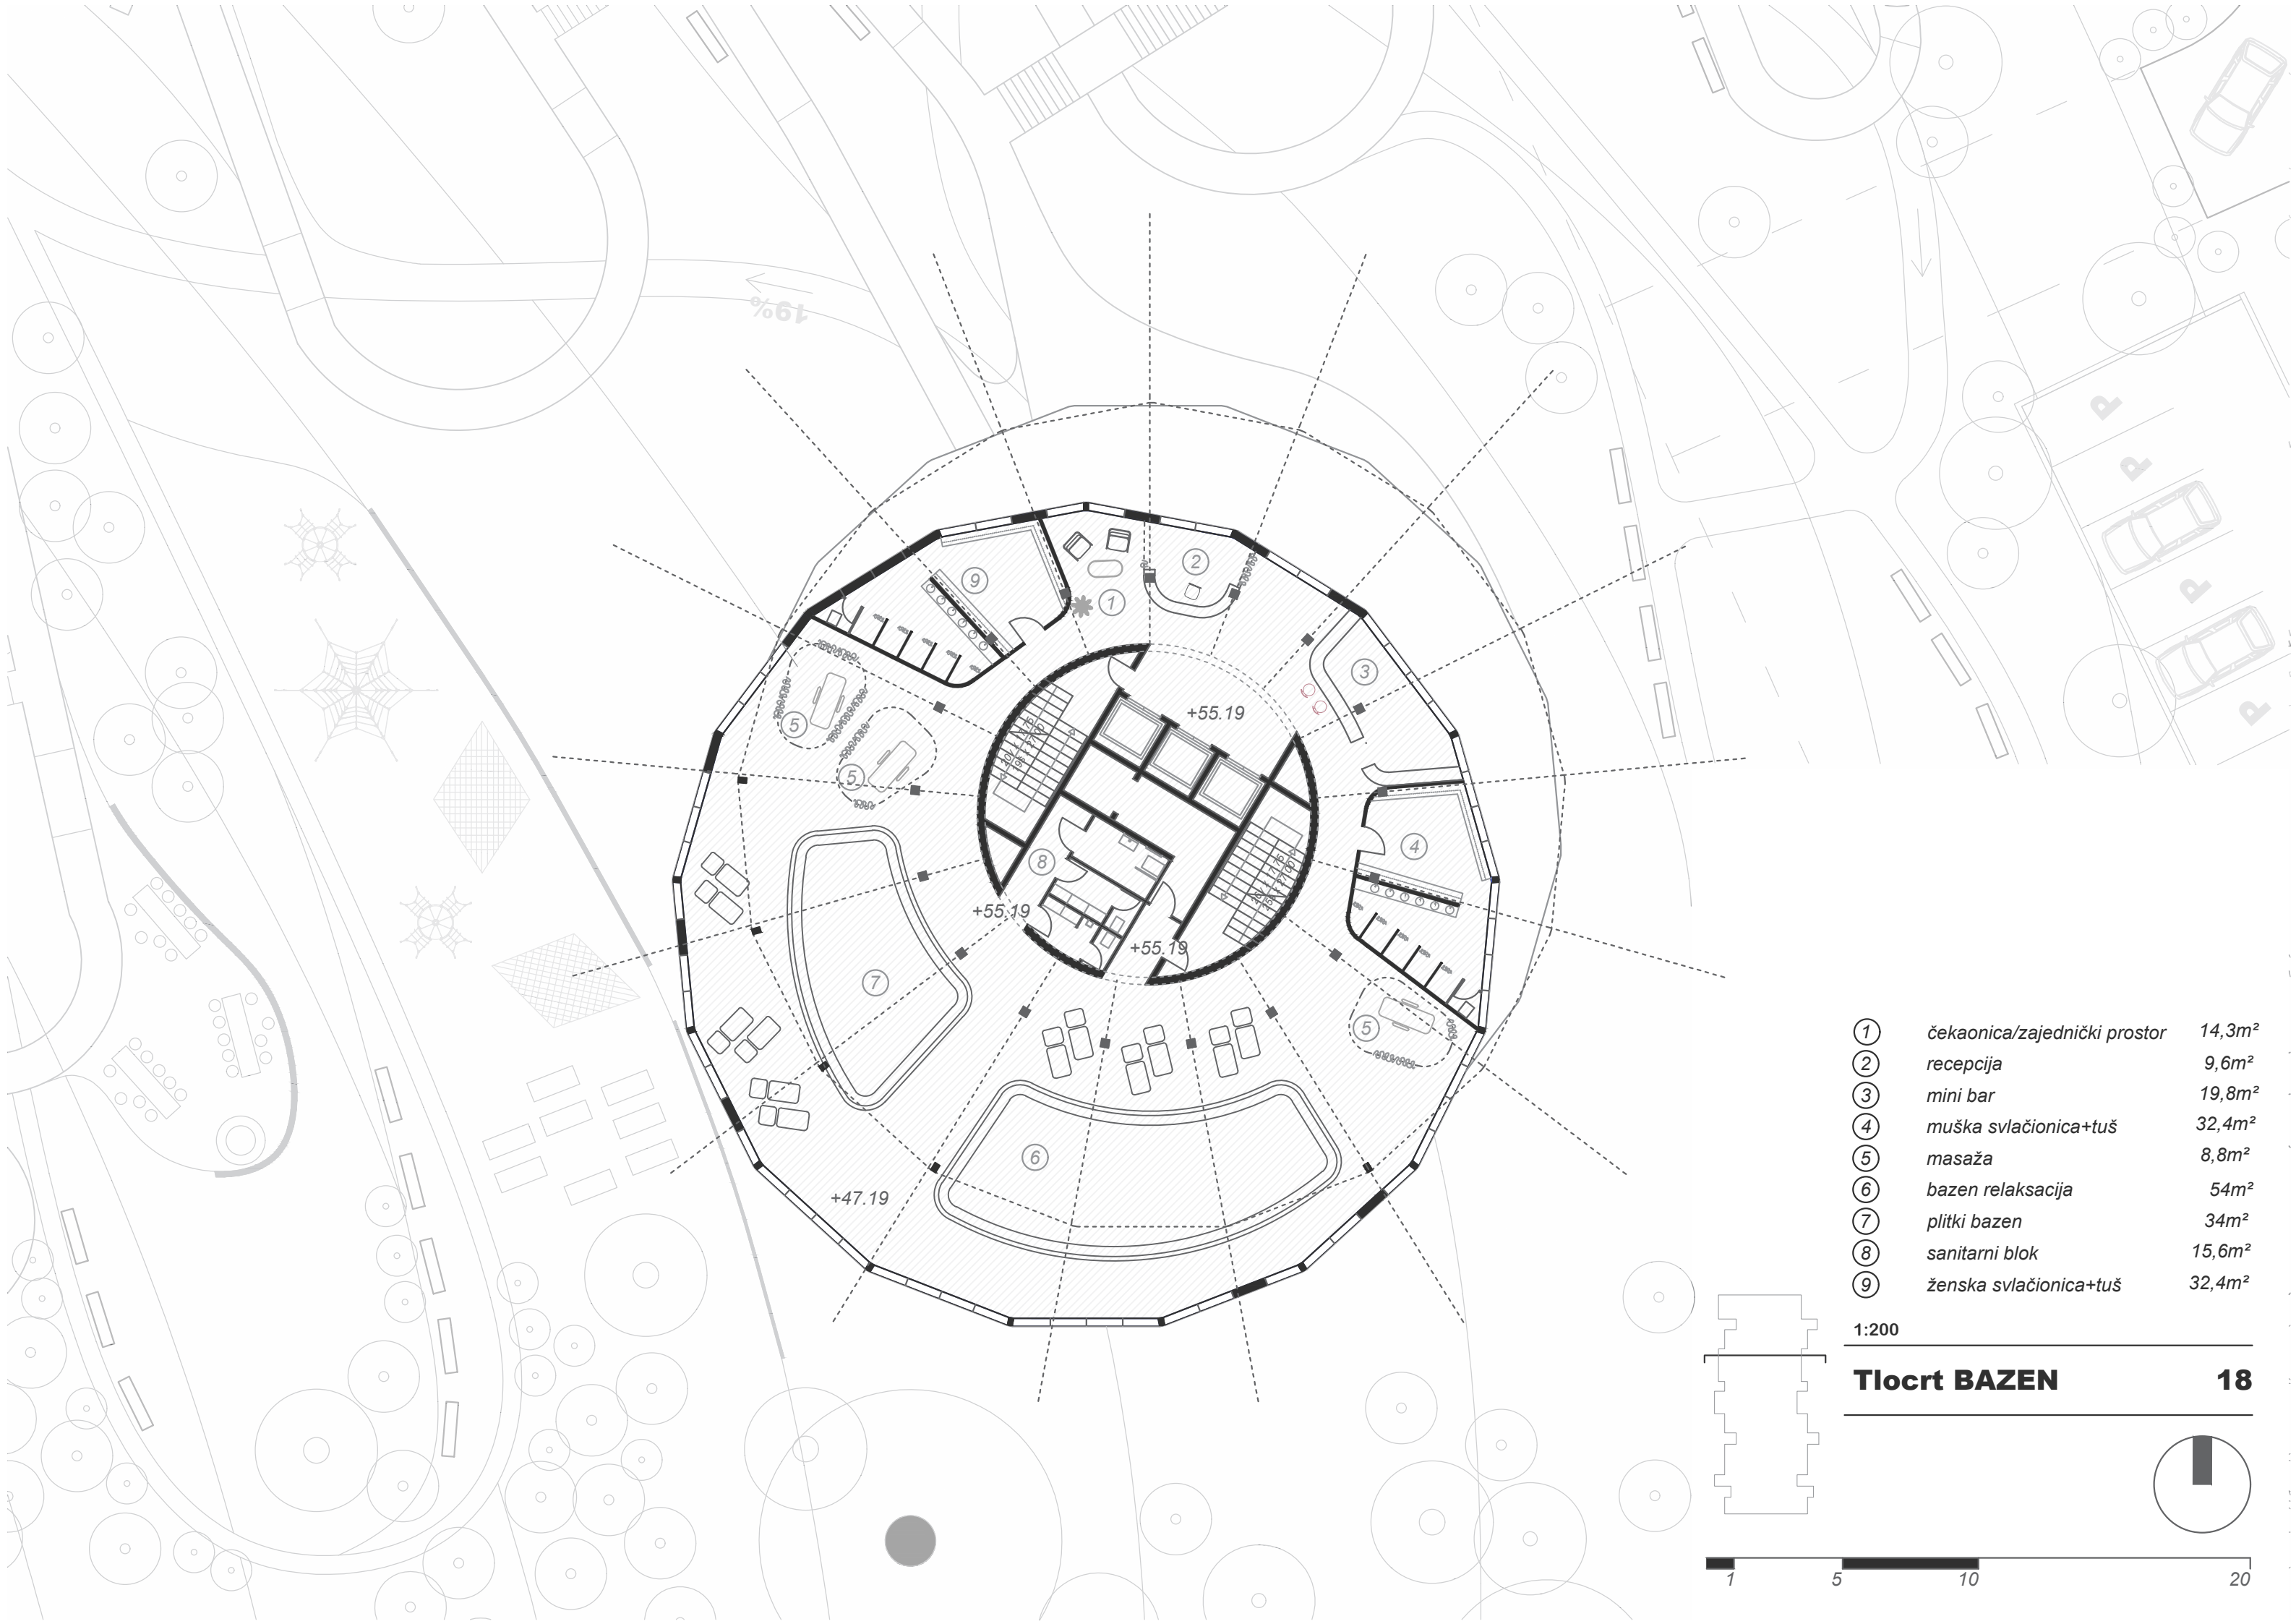 19%
P
P
P
P
9
2
1
3
5
+55.19
5
4
8
+55.19
+55.19
7
5
6
+47.19
1 čekaonica/zajednički prostor 14,3m²
2 recepcija 9,6m²
3 mini bar 19,8m²
4 muška svlačionica+tuš 32,4m²
5 masaža 8,8m²
6 bazen relaksacija 54m²
7 plitki bazen 34m²
8 sanitarni blok 15,6m²
9 ženska svlačionica+tuš 32,4m²
1:200
Tlocrt BAZEN 18
1 5 10 20